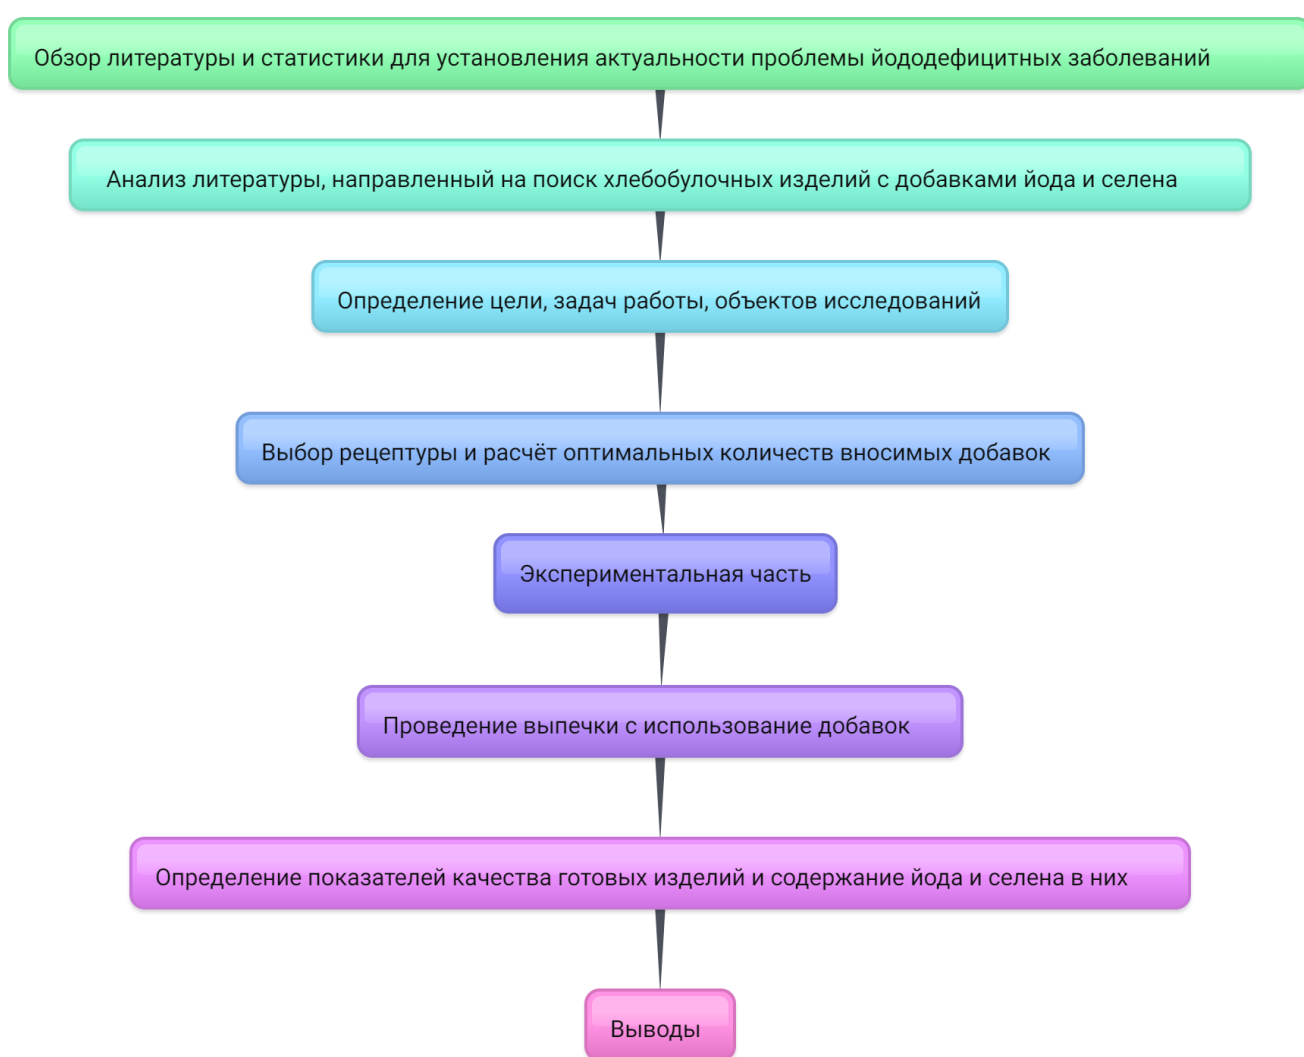 Обзор литературы и статистики для установления актуальности проблемы йододефицитных заболеваний
Анализ литературы, направленный на поиск хлебобулочных изделий с добавками йода и селена
Определение цели, задач работы, объектов исследований
Выбор рецептуры и расчёт оптимальных количеств вносимых добавок
Экспериментальная часть
Проведение выпечки с использование добавок
Определение показателей качества готовых изделий и содержание йода и селена в них
Выводы